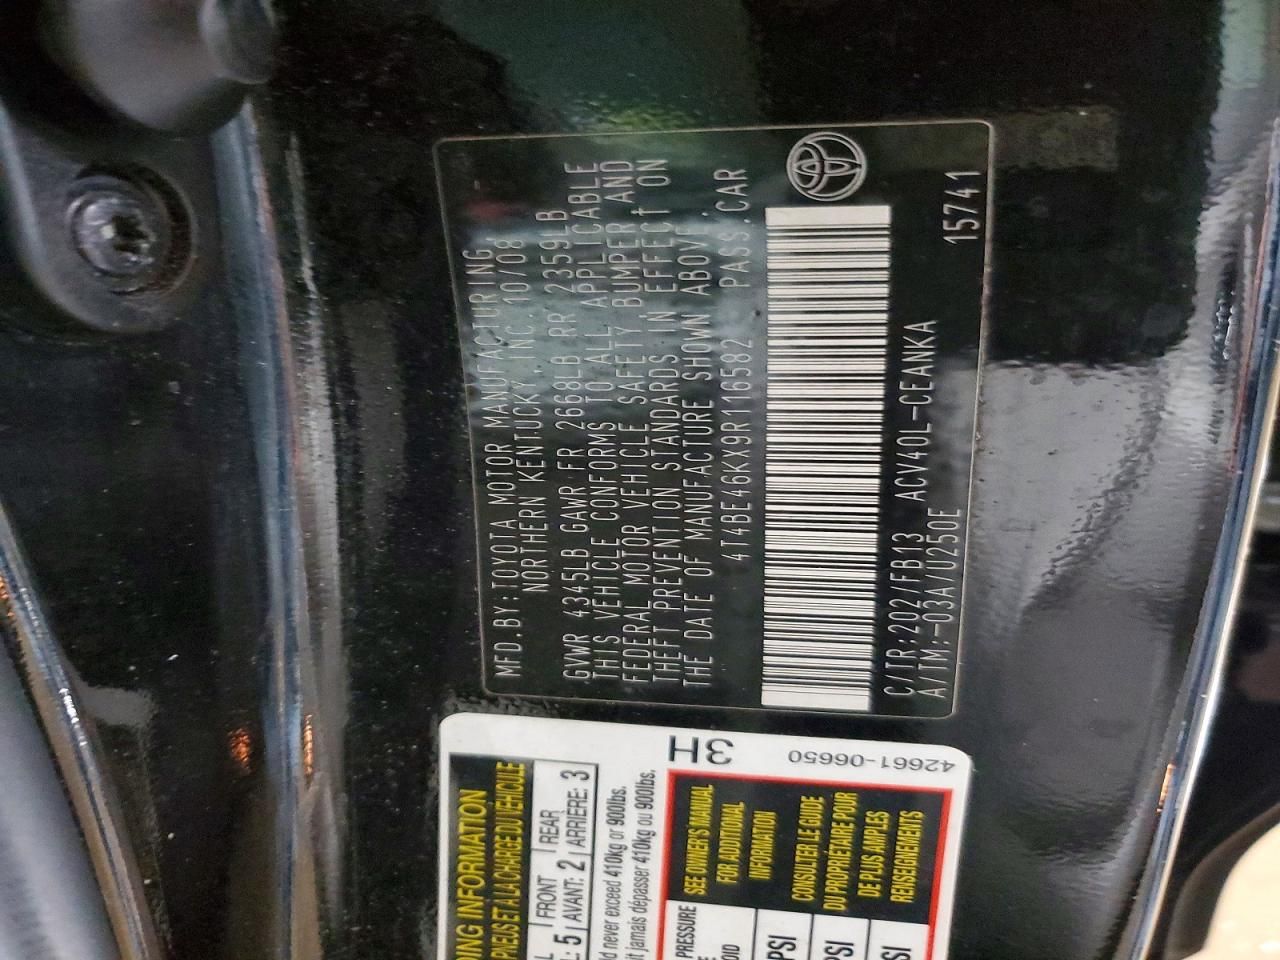 MFD.BY:TOYOTA MOTOR MANUFACTURING,
NORTHERN KENTUCKY, INC 10/08
GVWR 4345LB GAWR FR 2668LB RR 2359LB
THIS VEHICLE CONFORMS TO ALL APPLICABLE
FEDERAL MOTOR VEHICLE SAFETY, BUMPER AND
THEFT PREVENTION STANDARDS IN EFFECT ON
THE DATE OF MANUFACTURE SHOWN ABOVE.
4T4BE46KX9R116582 PASS.CAR
C/TR:202/FB13 ACV40L-CEANKA
A/TM:-03A/U250E 15741
3H
42661-06650
INFORMATION
PNEUS ET A LA CHARGE DU VÉHICULE
FRONT REAR
5 AVANT: 2 ARRIÈRE: 3
never exceed 410kg or 900lbs.
jamais dépasser 410kg ou 900lbs.
PRESSURE
SEE OWNER'S MANUAL
FOR ADDITIONAL
INFORMATION
CONSULTER LE GUIDE
DU PROPRIÉTAIRE POUR
DE PLUS AMPLES
RENSEIGNEMENTS
PSI
PSI